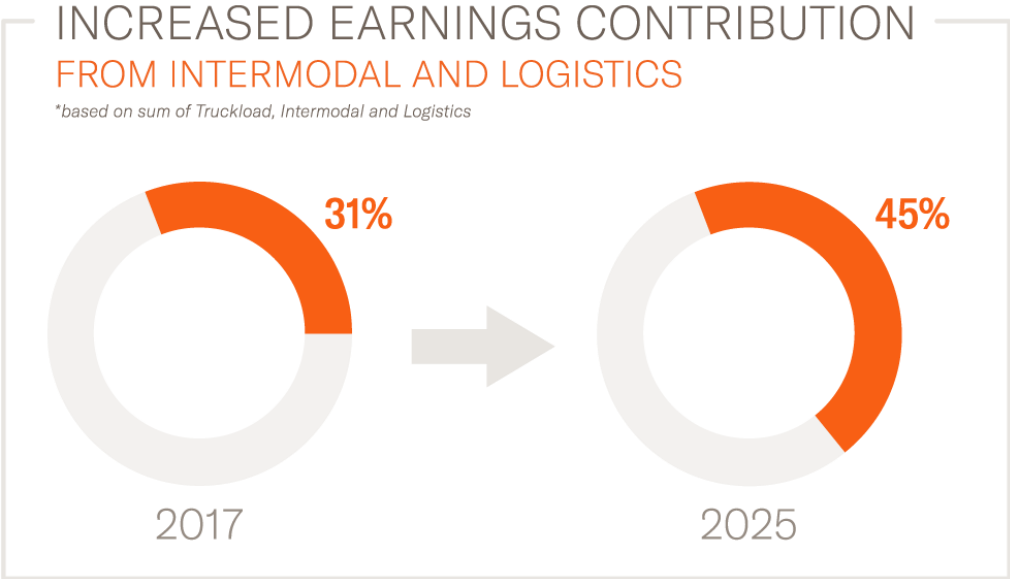 INCREASED EARNINGS CONTRIBUTION
FROM INTERMODAL AND LOGISTICS
*based on sum of Truckload, Intermodal and Logistics
31%
45%
2017
2025